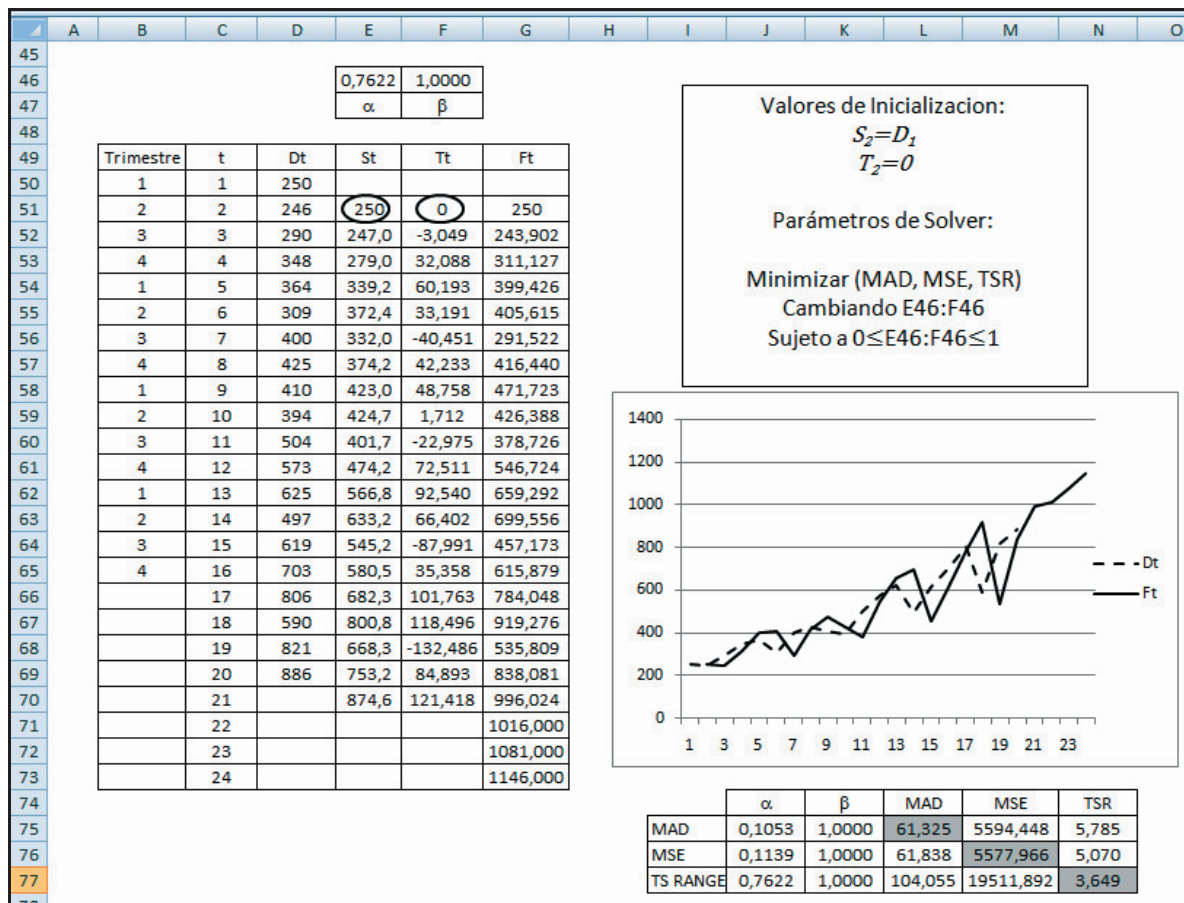 A B C D E F G H I J K L M N O
45
46 0,7622 1,0000
47 α β
48
49 Trimestre t Dt St Tt Ft
50 1 1 250
51 2 2 246 250 0 250
52 3 3 290 247,0 -3,049 243,902
53 4 4 348 279,0 32,088 311,127
54 1 5 364 339,2 60,193 399,426
55 2 6 309 372,4 33,191 405,615
56 3 7 400 332,0 -40,451 291,522
57 4 8 425 374,2 42,233 416,440
58 1 9 410 423,0 48,758 471,723
59 2 10 394 424,7 1,712 426,388
60 3 11 504 401,7 -22,975 378,726
61 4 12 573 474,2 72,511 546,724
62 1 13 625 566,8 92,540 659,292
63 2 14 497 633,2 66,402 699,556
64 3 15 619 545,2 -87,991 457,173
65 4 16 703 580,5 35,358 615,879
66 17 806 682,3 101,763 784,048
67 18 590 800,8 118,496 919,276
68 19 821 668,3 -132,486 535,809
69 20 886 753,2 84,893 838,081
70 21 874,6 121,418 996,024
71 22 1016,000
72 23 1081,000
73 24 1146,000
74
75
76
77
Valores de Inicializacion:
S₂=D₁
T₂=0
Parámetros de Solver:
Minimizar (MAD, MSE, TSR)
Cambiando E46:F46
Sujeto a 0≤E46:F46≤1
1400
1200
1000
800
600
400
200
0
1 3 5 7 9 11 13 15 17 19 21 23
Dt
Ft
α β MAD MSE TSR
MAD 0,1053 1,0000 61,325 5594,448 5,785
MSE 0,1139 1,0000 61,838 5577,966 5,070
TS RANGE 0,7622 1,0000 104,055 19511,892 3,649